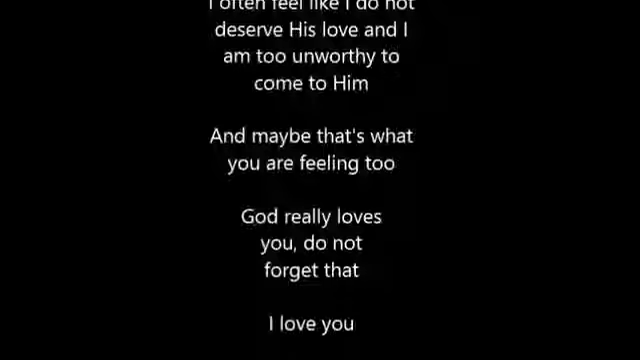 I often feel like I do not
deserve His love and I
am too unworthy to
come to Him
And maybe that's what
you are feeling too
God really loves
you, do not
forget that
I love you